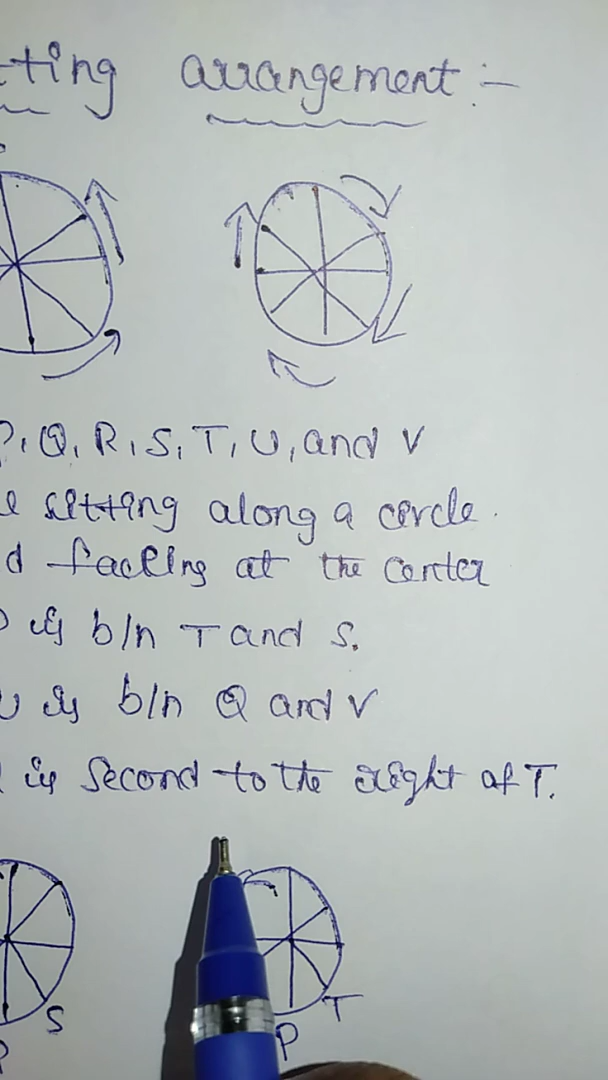 tting arrangement :-
P, Q, R, S, T, U, and V
e sitting along a circle.
d facing at the center
P is b/n T and S.
U is b/n Q and V
is second to the right of T.
S
T
P
P